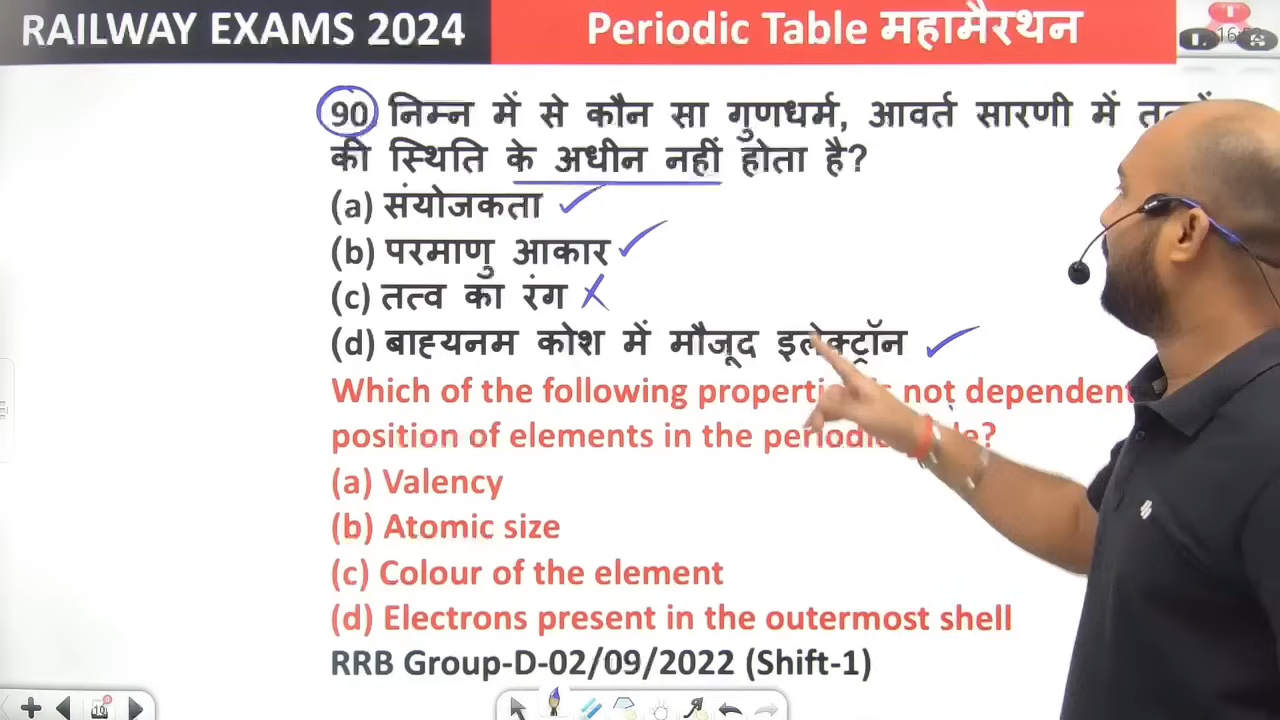 RAILWAY EXAMS 2024
Periodic Table महामैरथन
90. निम्न में से कौन सा गुणधर्म, आवर्त सारणी में
की स्थिति के अधीन नहीं होता है?
(a) संयोजकता
(b) परमाणु आकार
(c) तत्व का रंग
(d) बाह्यनम कोश में मौजूद इलेक्ट्रॉन
Which of the following not dependent
position of elements in the
(a) Valency
(b) Atomic size
(c) Colour of the element
(d) Electrons present in the outermost shell
RRB Group-D-02/09/2022 (Shift-1)